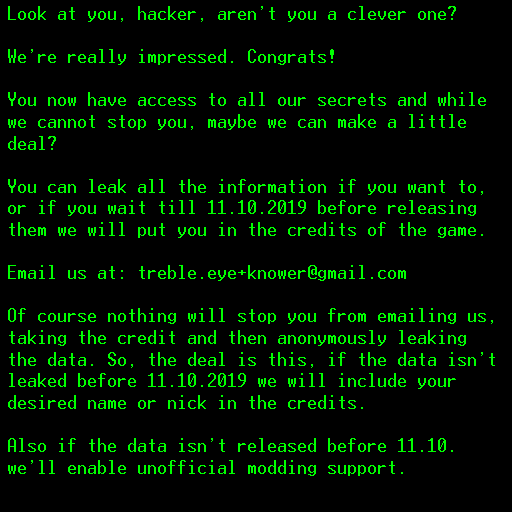 Look at you, hacker, aren't you a clever one?
We're really impressed. Congrats!
You now have access to all our secrets and while
we cannot stop you, maybe we can make a little
deal?
You can leak all the information if you want to,
or if you wait till 11.10.2019 before releasing
them we will put you in the credits of the game.
Email us at: treble.eye+knower@gmail.com
Of course nothing will stop you from emailing us,
taking the credit and then anonymously leaking
the data. So, the deal is this, if the data isn't
leaked before 11.10.2019 we will include your
desired name or nick in the credits.
Also if the data isn't released before 11.10.
we'll enable unofficial modding support.